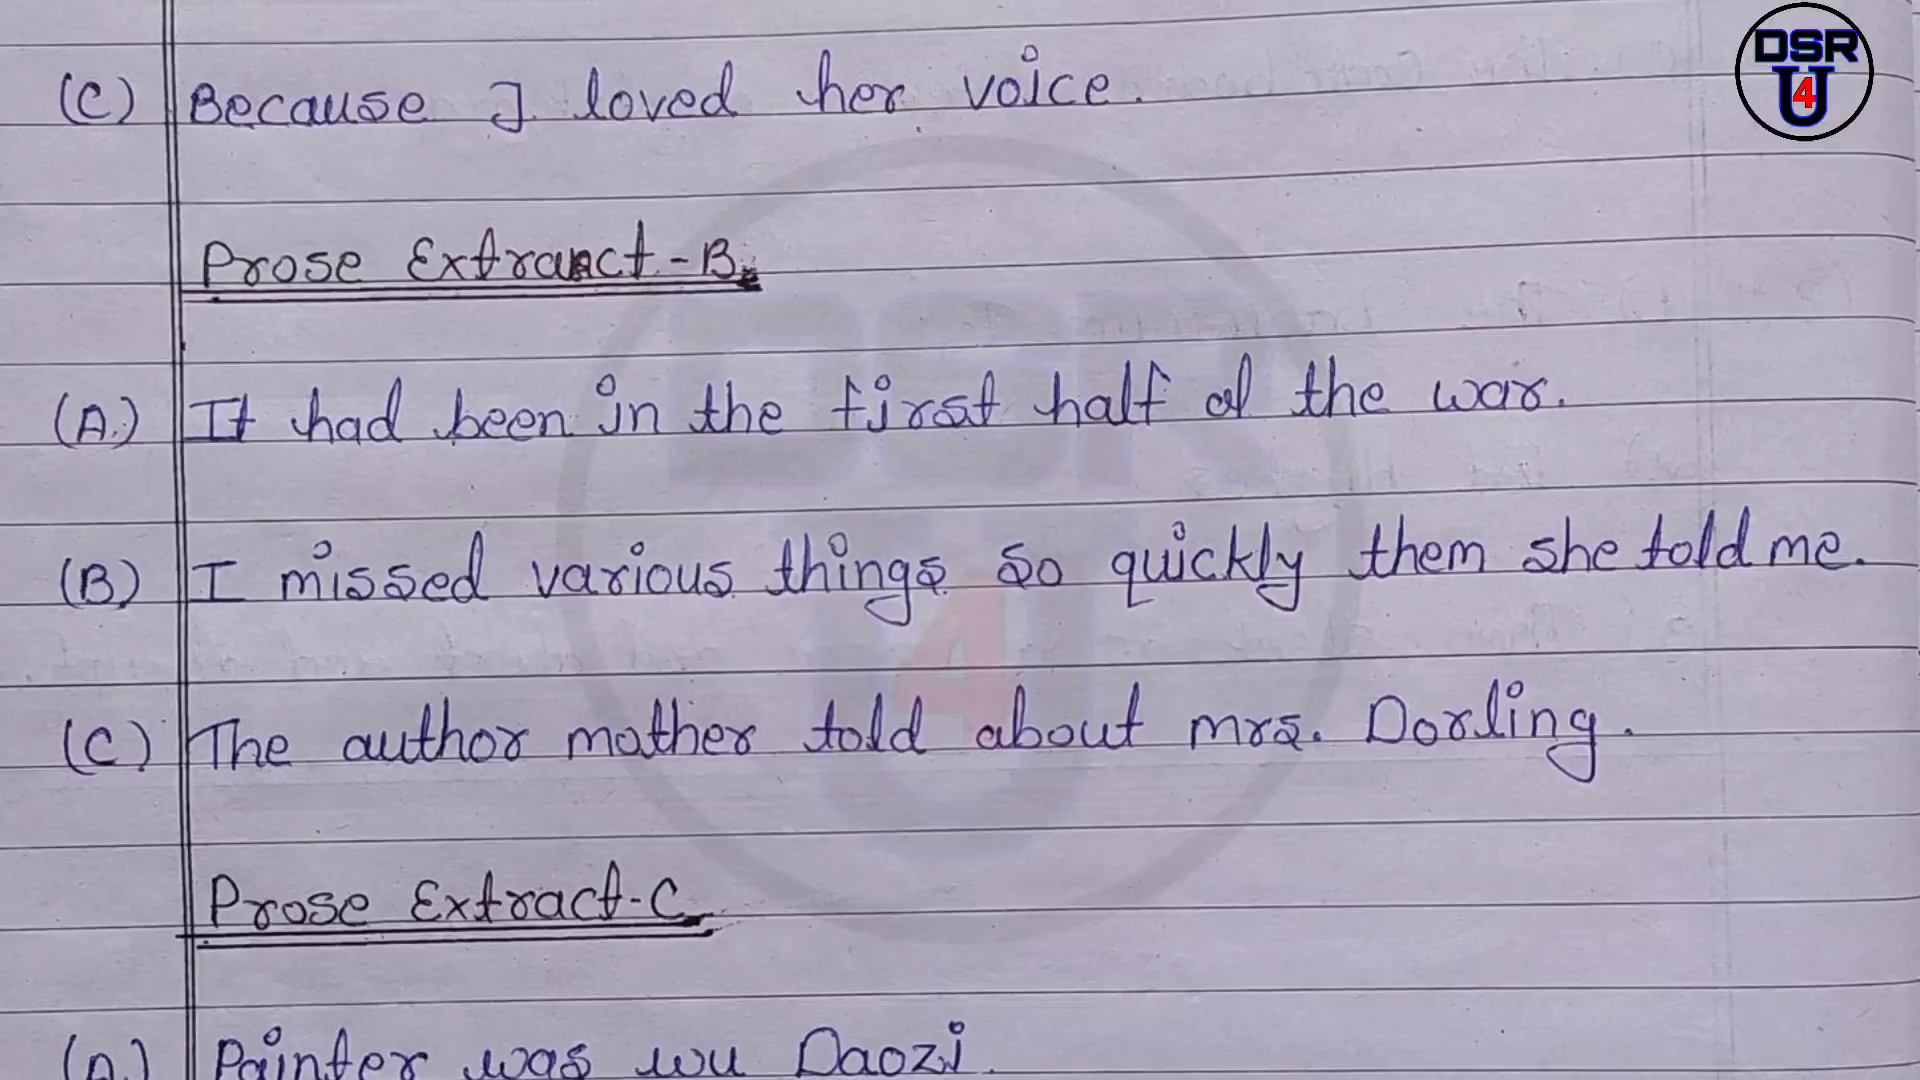 DSR
U
4
(C) Because I loved her voice.
Prose Extranct-B.
(A.) It had been in the first half of the war.
(B) I missed various things so quickly them she told me.
(C) The author mother told about mrs. Dorling.
Prose Extract-C
(A.) Painter was wu Daozi.